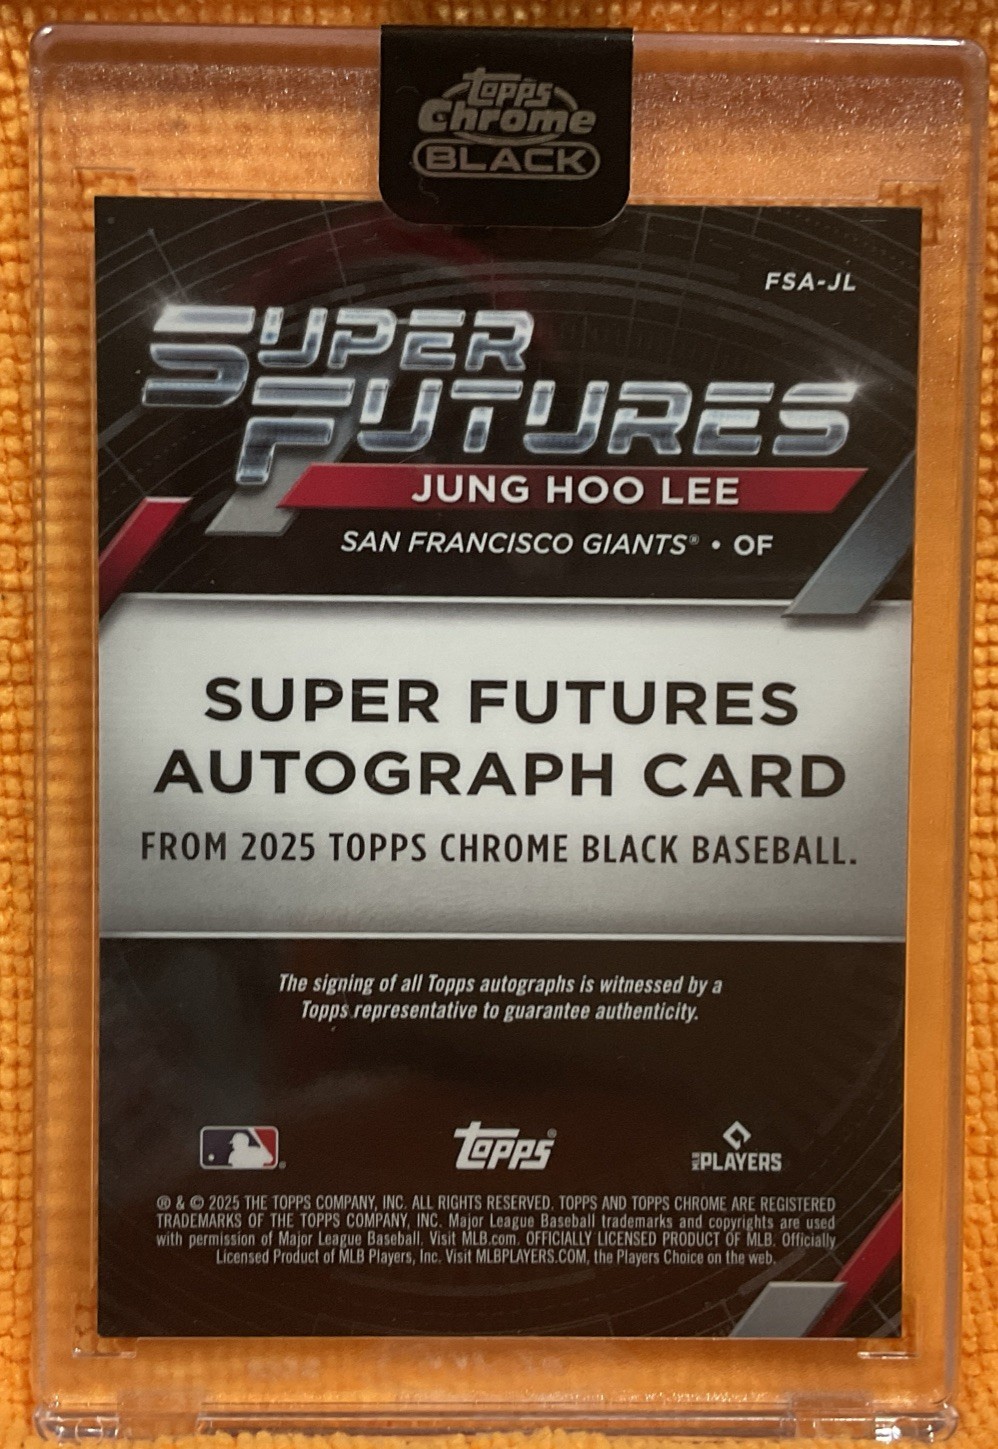 Topps
Chrome
BLACK
FSA-JL
SUPER
FUTURES
JUNG HOO LEE
SAN FRANCISCO GIANTS® • OF
SUPER FUTURES
AUTOGRAPH CARD
FROM 2025 TOPPS CHROME BLACK BASEBALL.
The signing of all Topps autographs is witnessed by a
Topps representative to guarantee authenticity.
Topps®
MLB PLAYERS
® & © 2025 THE TOPPS COMPANY, INC. ALL RIGHTS RESERVED. TOPPS AND TOPPS CHROME ARE REGISTERED
TRADEMARKS OF THE TOPPS COMPANY, INC. Major League Baseball trademarks and copyrights are used
with permission of Major League Baseball. Visit MLB.com. OFFICIALLY LICENSED PRODUCT OF MLB. Officially
Licensed Product of MLB Players, Inc. Visit MLBPLAYERS.COM, the Players Choice on the web.